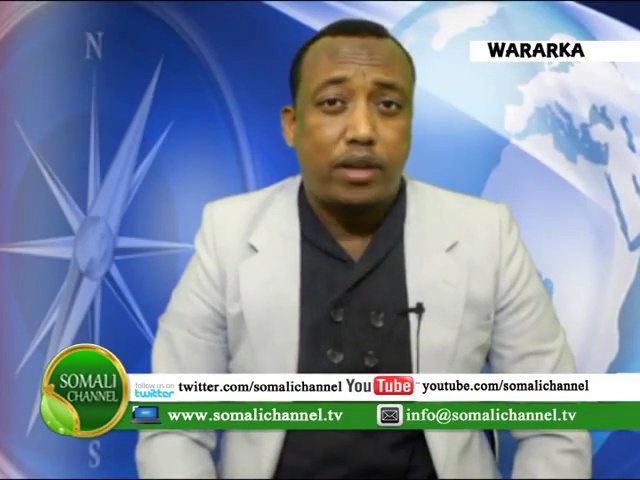 N
WARARKA
SOMALI
CHANNEL
follow us on
twitter
twitter.com/somalichannel
YouTube
youtube.com/somalichannel
www.somalichannel.tv
info@somalichannel.tv
S